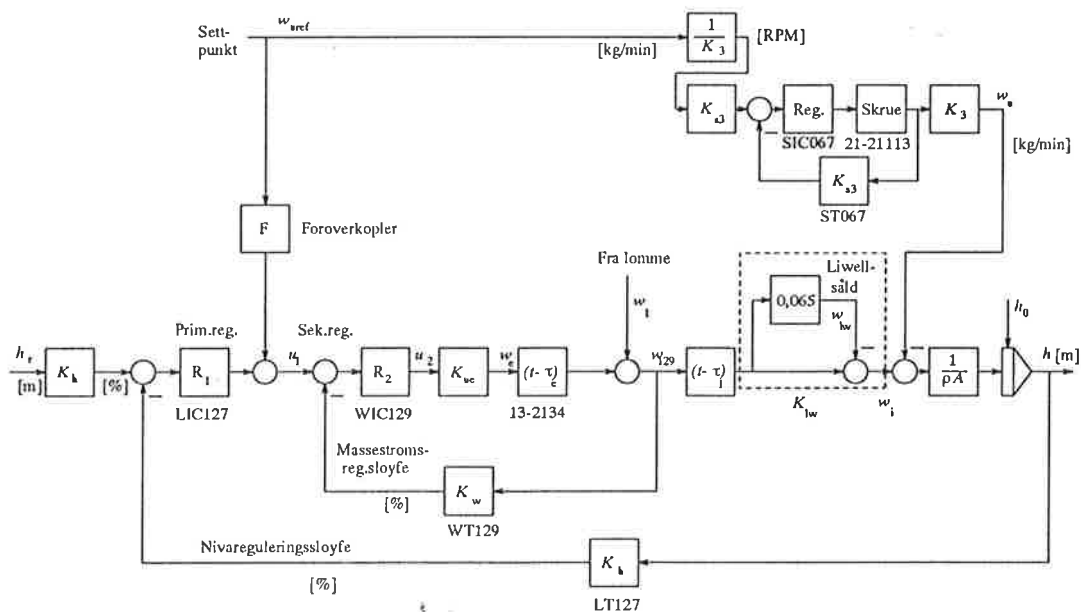 Sett-
punkt
w_sref
[kg/min]
1
K_3
[RPM]
K_s3
Reg.
SIC067
Skrue
21-21113
K_3
w_s
[kg/min]
K_s3
ST067
F
Foroverkopler
Fra lomme
w_l
Liwell-
såld
0,065
w_lw
h_0
Prim.reg.
Sek.reg.
h_r
[m]
K_h
[%]
R_1
LIC127
u_1
R_2
WIC129
u_2
K_uc
w_c
(t-τ)_c
13-2134
w_129
(t-τ)_j
K_lw
w_i
1
ρA
h [m]
Massestroms-
reg.sloyfe
[%]
K_w
WT129
Nivareguleringssloyfe
[%]
K_h
LT127